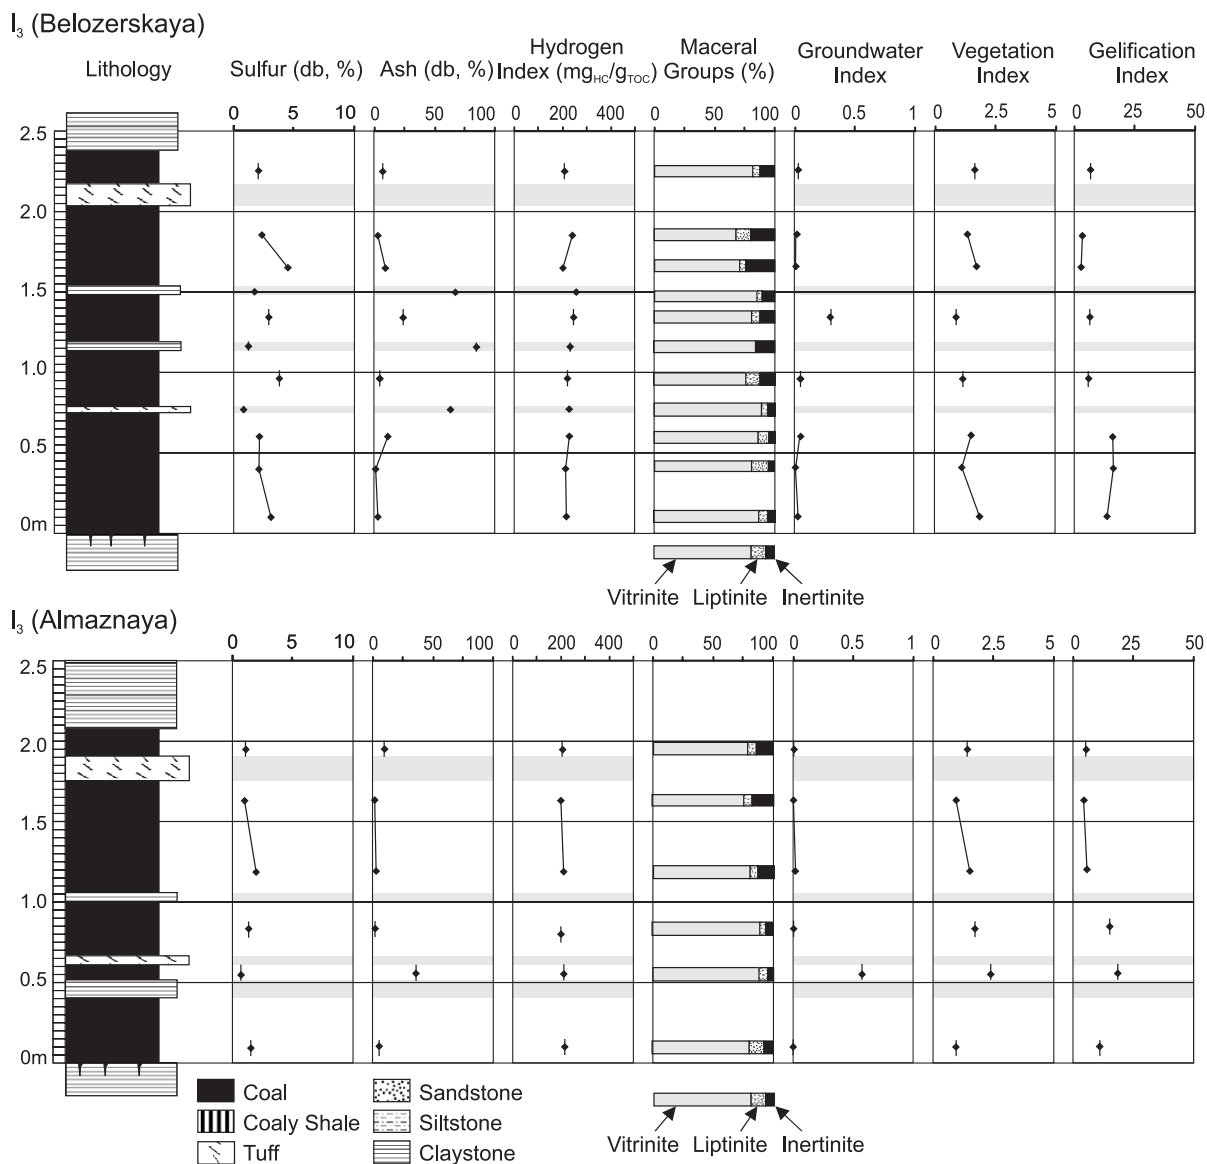 l₃ (Belozerskaya)
Lithology
Sulfur (db, %)
Ash (db, %)
Hydrogen
Index (mgHC/gTOC)
Maceral
Groups (%)
Groundwater
Index
Vegetation
Index
Gelification
Index
0 5 10
0 50 100
0 200 400
0 50 100
0 0.5 1
0 2.5 5
0 25 50
2.5
2.0
1.5
1.0
0.5
0m
Vitrinite Liptinite Inertinite
l₃ (Almaznaya)
0 5 10
0 50 100
0 200 400
0 50 100
0 0.5 1
0 2.5 5
0 25 50
2.5
2.0
1.5
1.0
0.5
0m
Coal
Coaly Shale
Tuff
Sandstone
Siltstone
Claystone
Vitrinite Liptinite Inertinite